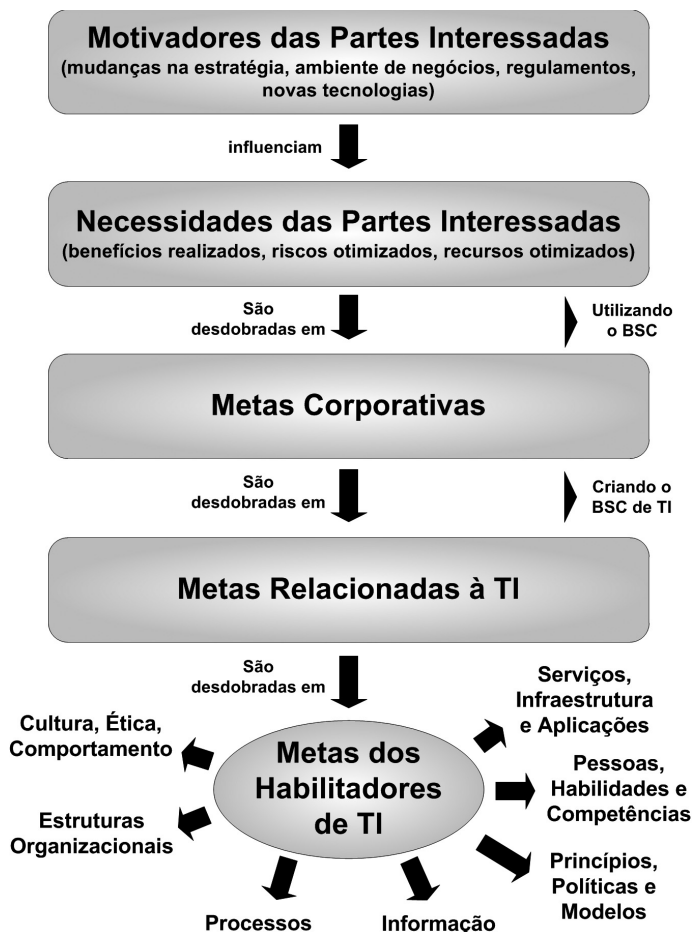 Motivadores das Partes Interessadas
(mudanças na estratégia, ambiente de negócios, regulamentos,
novas tecnologias)
influenciam
Necessidades das Partes Interessadas
(benefícios realizados, riscos otimizados, recursos otimizados)
São
desdobradas em
Utilizando
o BSC
Metas Corporativas
São
desdobradas em
Criando o
BSC de TI
Metas Relacionadas à TI
São
desdobradas em
Serviços,
Infraestrutura
e Aplicações
Cultura, Ética,
Comportamento
Metas dos
Habilitadores
de TI
Pessoas,
Habilidades e
Competências
Estruturas
Organizacionais
Princípios,
Políticas e
Modelos
Processos
Informação